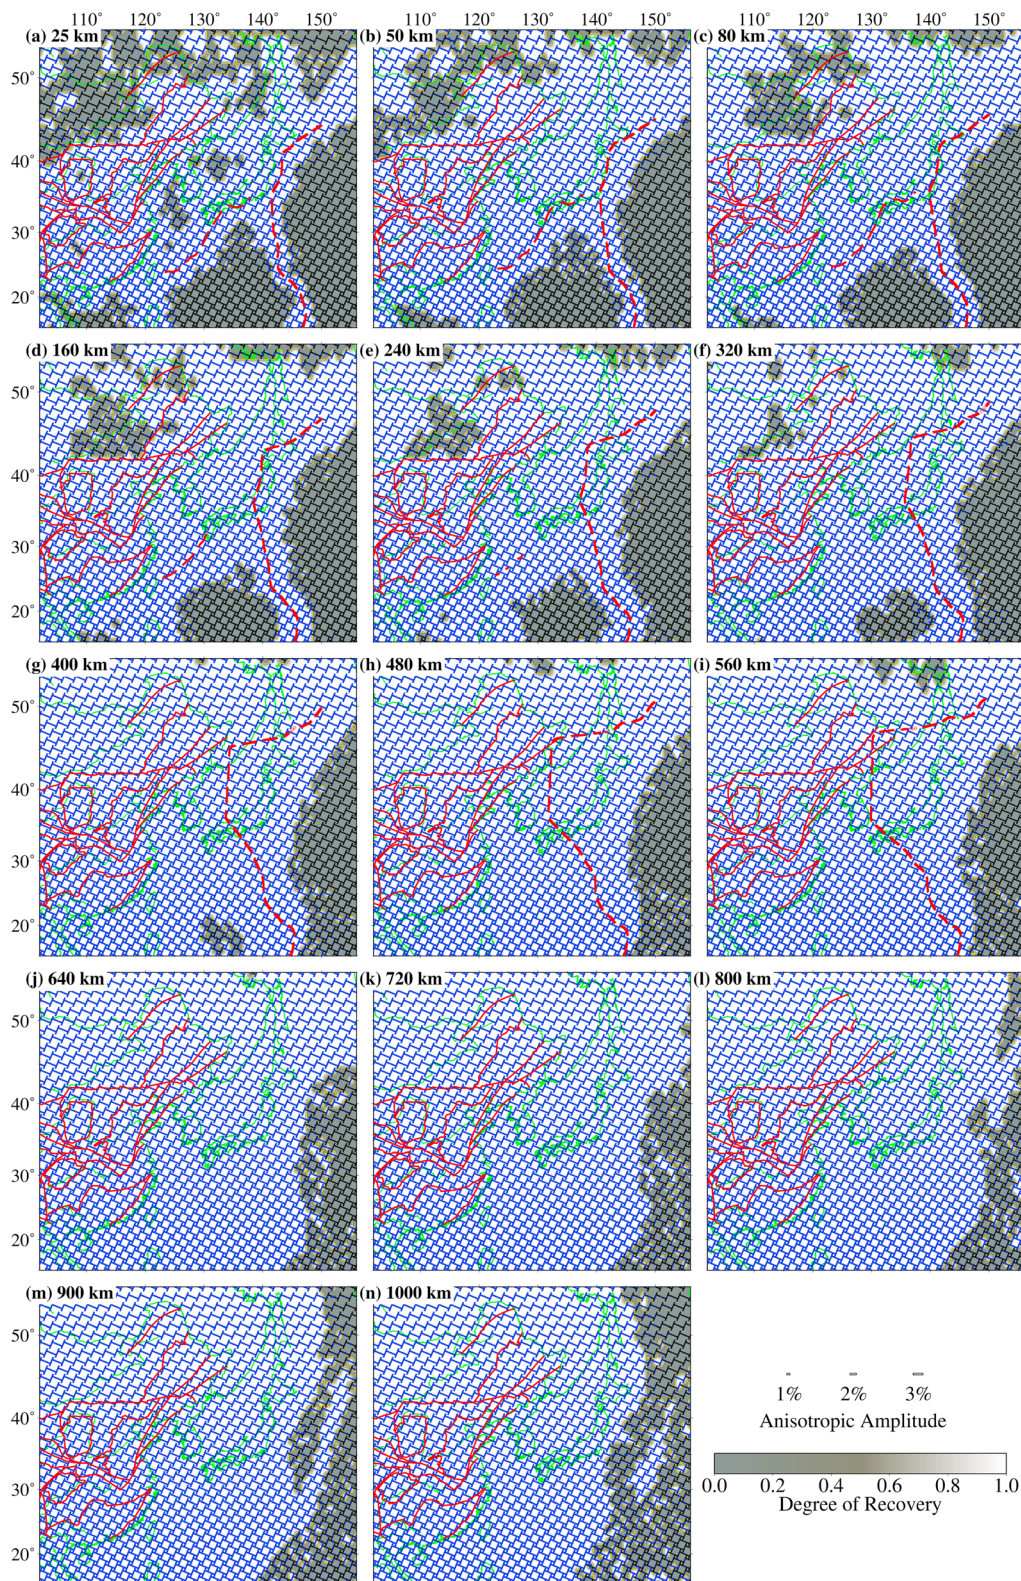 110° 120° 130° 140° 150° 110° 120° 130° 140° 150° 110° 120° 130° 140° 150°
(a) 25 km (b) 50 km (c) 80 km
50°
40°
30°
20°
(d) 160 km (e) 240 km (f) 320 km
50°
40°
30°
20°
(g) 400 km (h) 480 km (i) 560 km
50°
40°
30°
20°
(j) 640 km (k) 720 km (l) 800 km
50°
40°
30°
20°
(m) 900 km (n) 1000 km
50°
40°
30°
20°
1% 2% 3%
Anisotropic Amplitude
0.0 0.2 0.4 0.6 0.8 1.0
Degree of Recovery